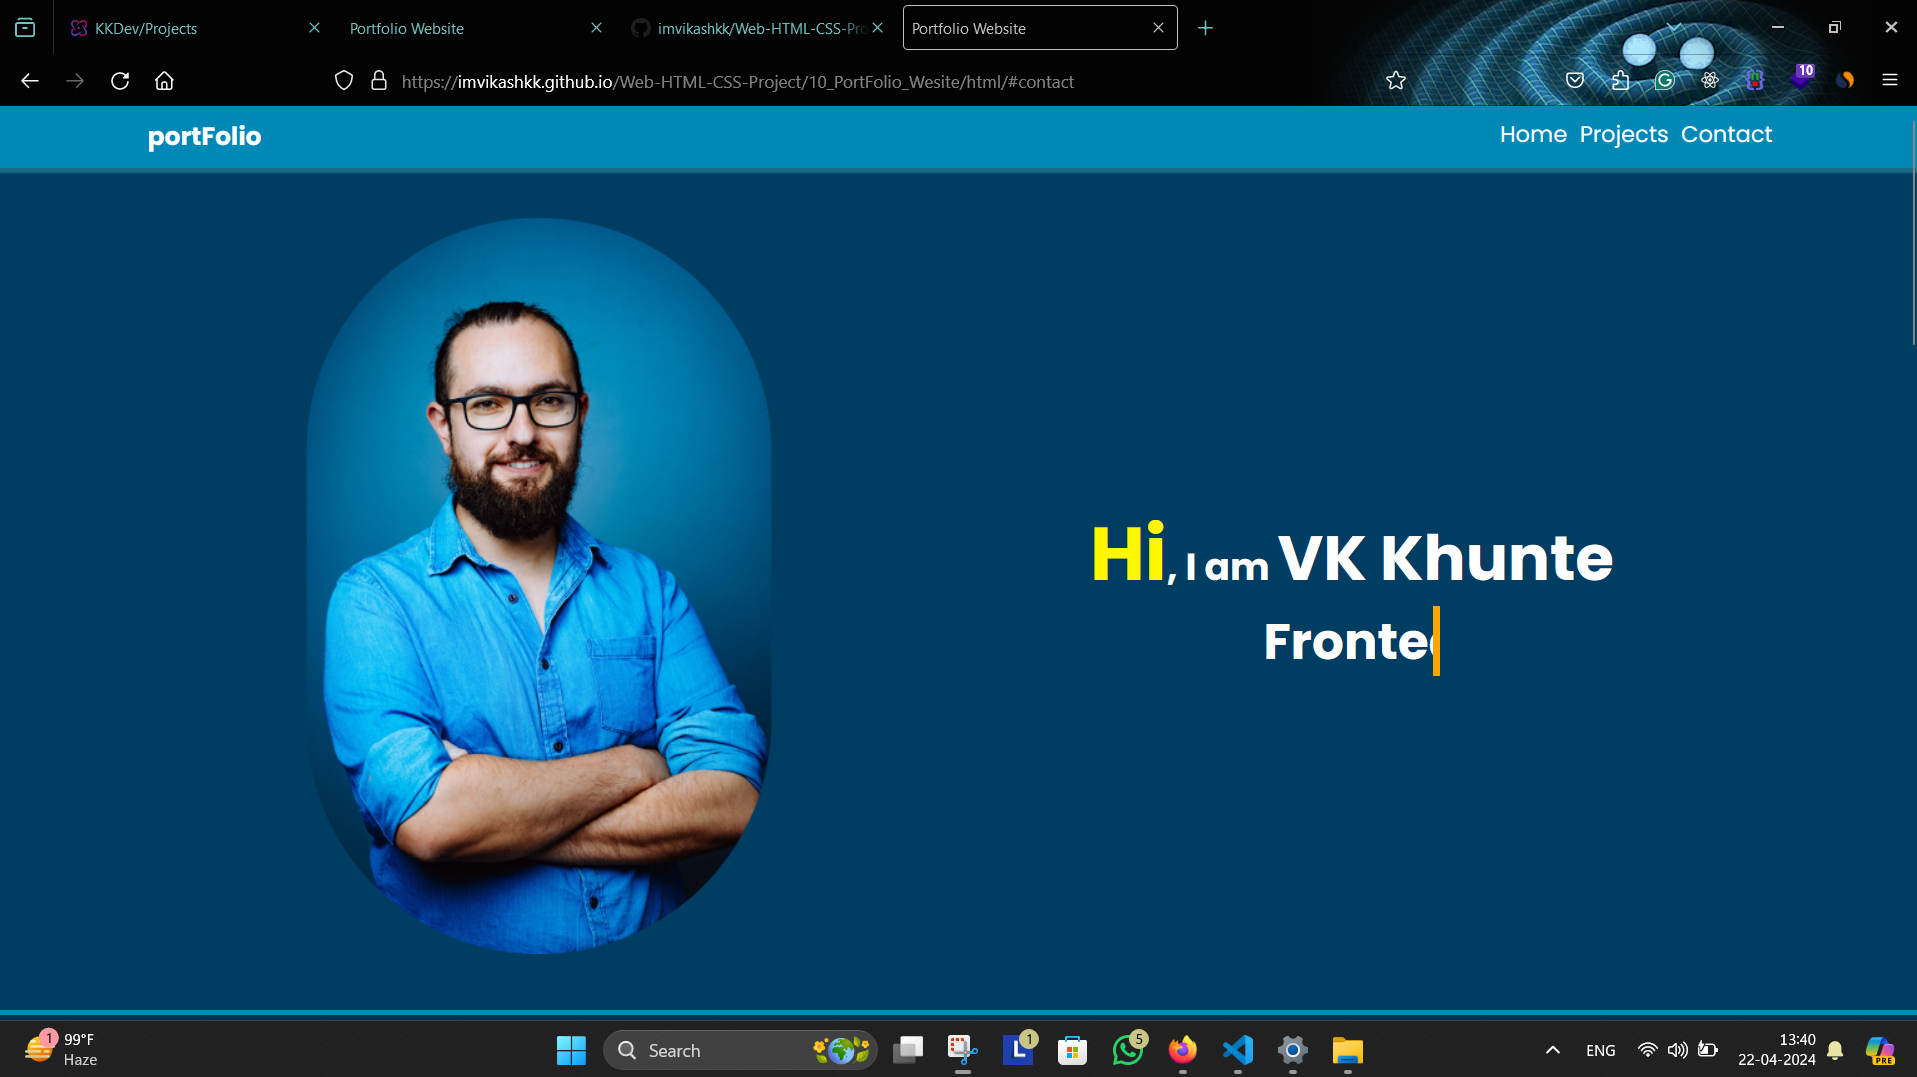 KKDev/Projects
Portfolio Website
imvikashkk/Web-HTML-CSS-Pro
Portfolio Website
https://imvikashkk.github.io/Web-HTML-CSS-Project/10_PortFolio_Wesite/html/#contact
10
portFolio
Home Projects Contact
Hi, I am VK Khunte
Fronte
1
99°F
Haze
Search
L
1
5
ENG
13:40
22-04-2024
PRE